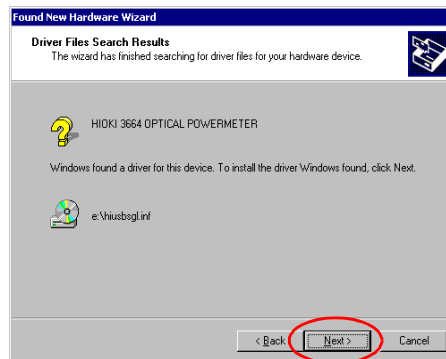 Found New Hardware Wizard
Driver Files Search Results
The wizard has finished searching for driver files for your hardware device.
HIOKI 3664 OPTICAL POWERMETER
Windows found a driver for this device. To install the driver Windows found, click Next.
e:\hiusbsgl.inf
< Back Next > Cancel